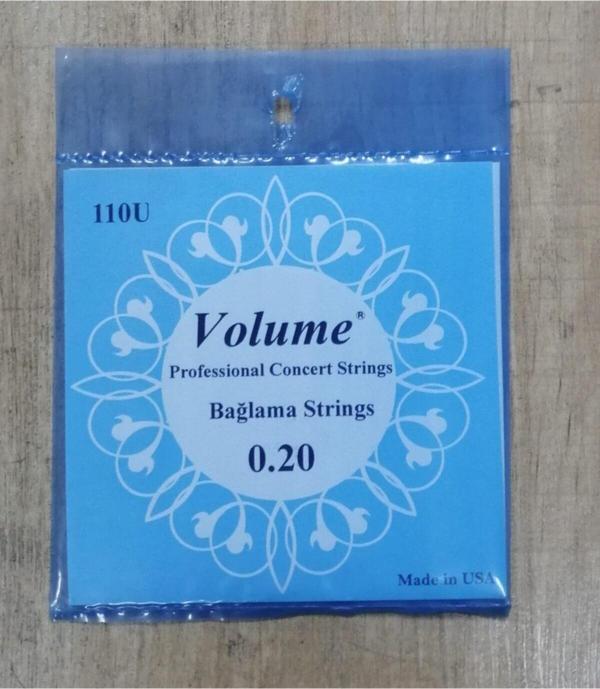 110U
Volume®
Professional Concert Strings
Bağlama Strings
0.20
Made in USA